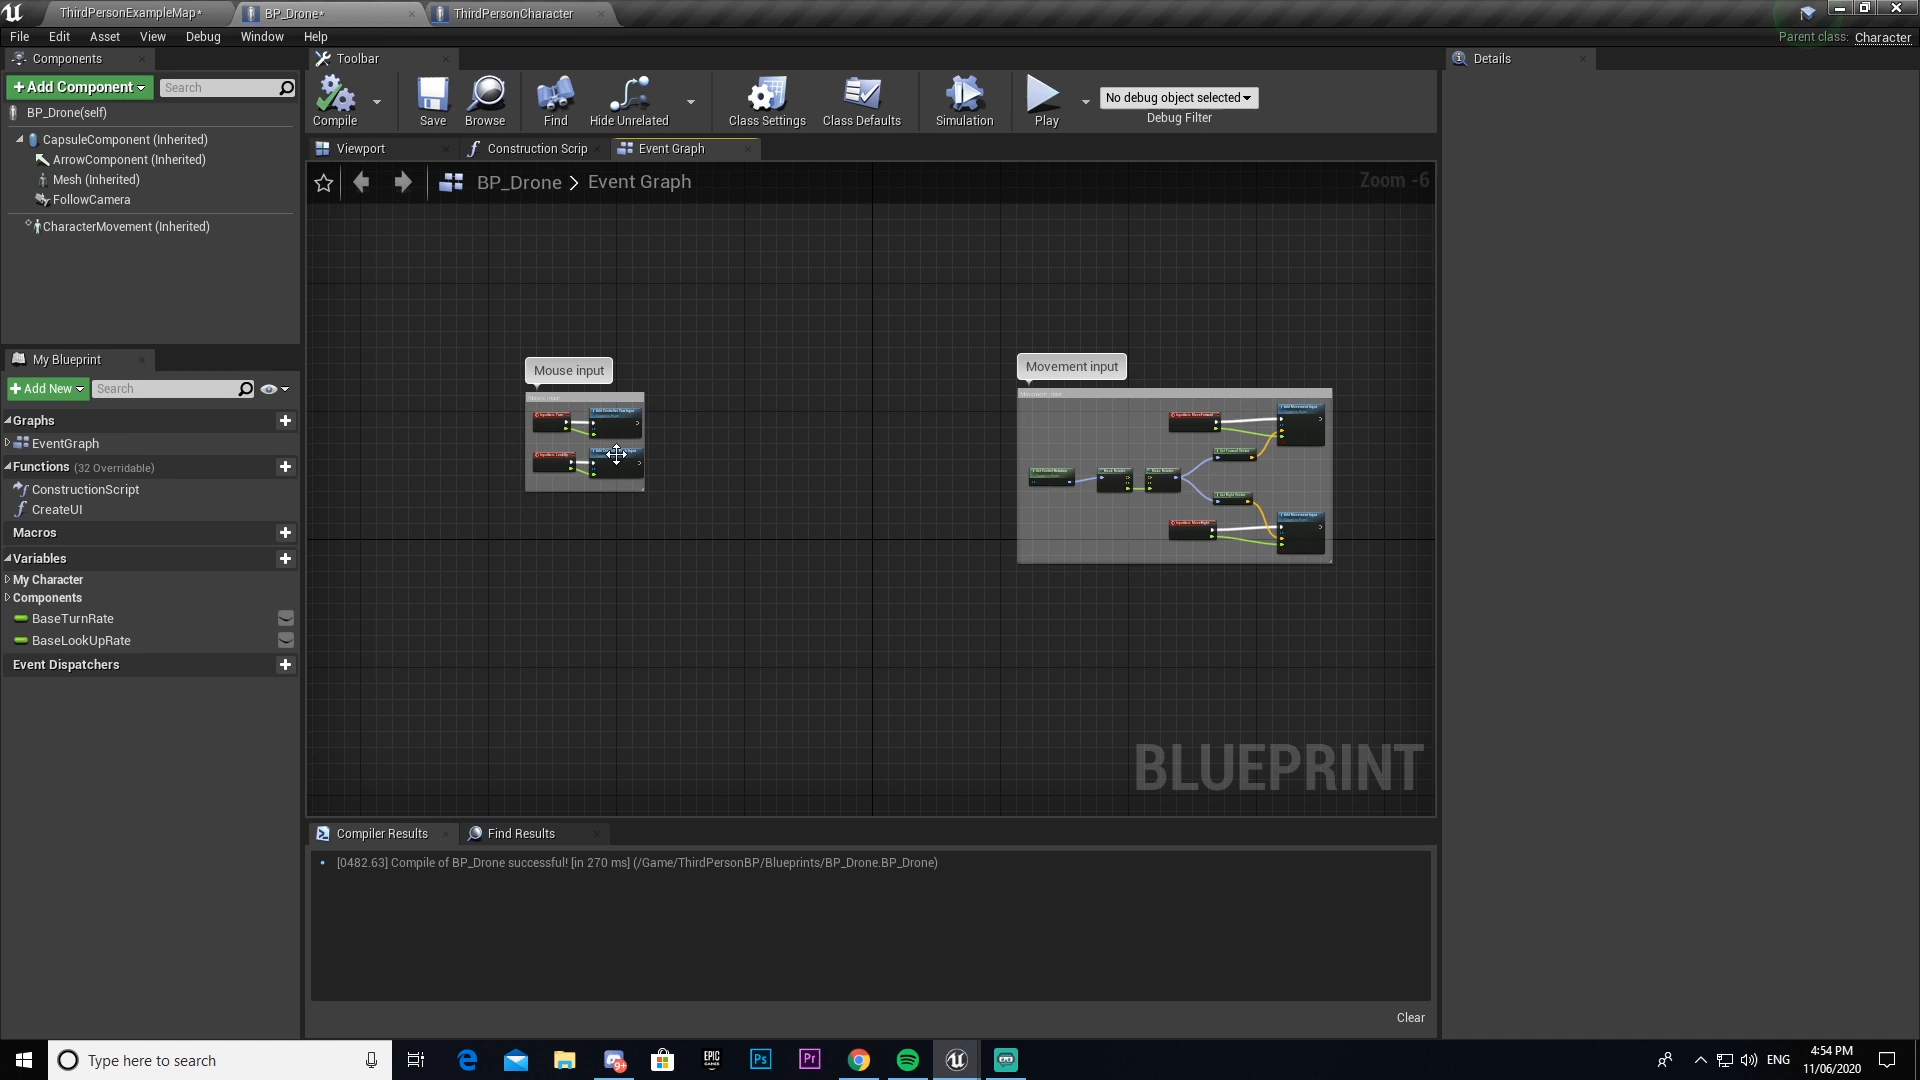 ThirdPersonExampleMap*
BP_Drone*
ThirdPersonCharacter
File Edit Asset View Debug Window Help
Parent class: Character
Components
Toolbar
Details
+Add Component
Search
BP_Drone(self)
CapsuleComponent (Inherited)
ArrowComponent (Inherited)
Mesh (Inherited)
FollowCamera
CharacterMovement (Inherited)
Compile
Save
Browse
Find
Hide Unrelated
Class Settings
Class Defaults
Simulation
Play
No debug object selected
Debug Filter
Viewport
Construction Scrip
Event Graph
BP_Drone > Event Graph
Zoom -6
My Blueprint
+Add New
Search
Graphs
EventGraph
Functions (32 Overridable)
ConstructionScript
CreateUI
Macros
Variables
My Character
Components
BaseTurnRate
BaseLookUpRate
Event Dispatchers
Mouse input
Movement input
BLUEPRINT
Compiler Results
Find Results
[0482.63] Compile of BP_Drone successful! [in 270 ms] (/Game/ThirdPersonBP/Blueprints/BP_Drone.BP_Drone)
Clear
Type here to search
9+
EPIC
GAMES
Ps
Pr
ENG
4:54 PM
11/06/2020